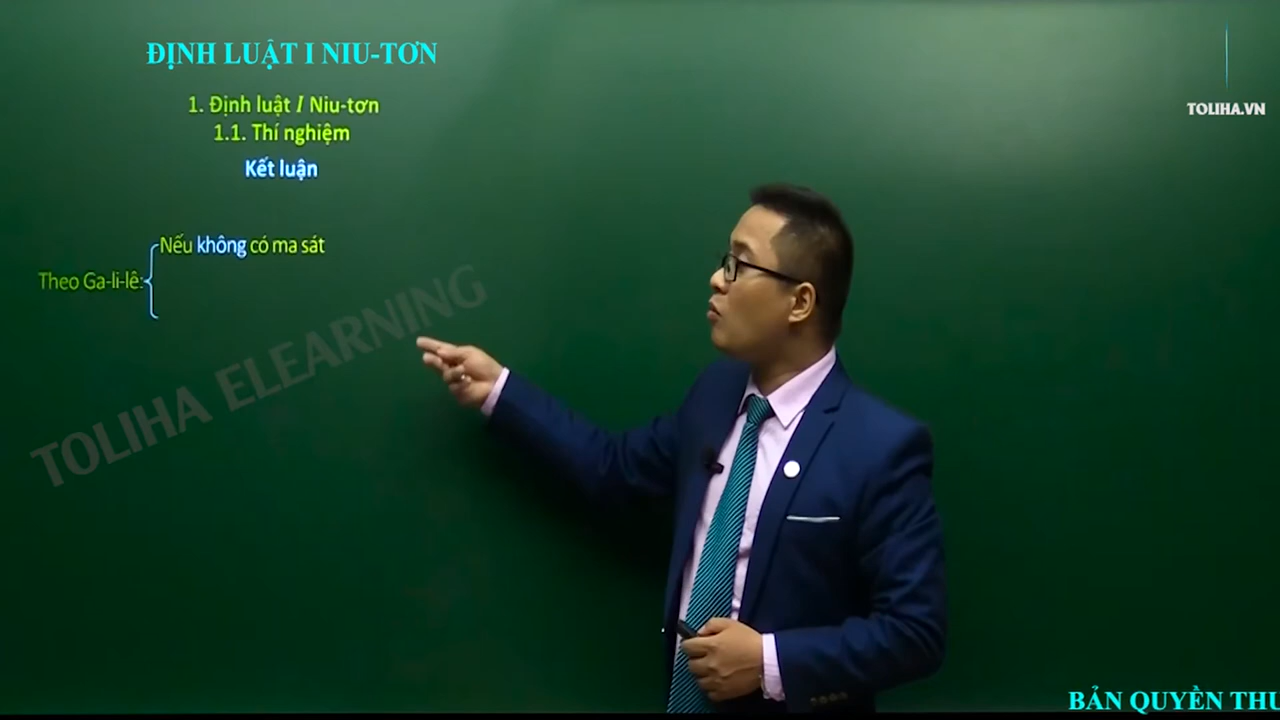 ĐỊNH LUẬT I NIU-TƠN
TOLIHA.VN
1. Định luật I Niu-tơn
1.1. Thí nghiệm
Kết luận
Nếu không có ma sát
Theo Ga-li-lê:
TOLIHA ELEARNING
BẢN QUYỀN THU